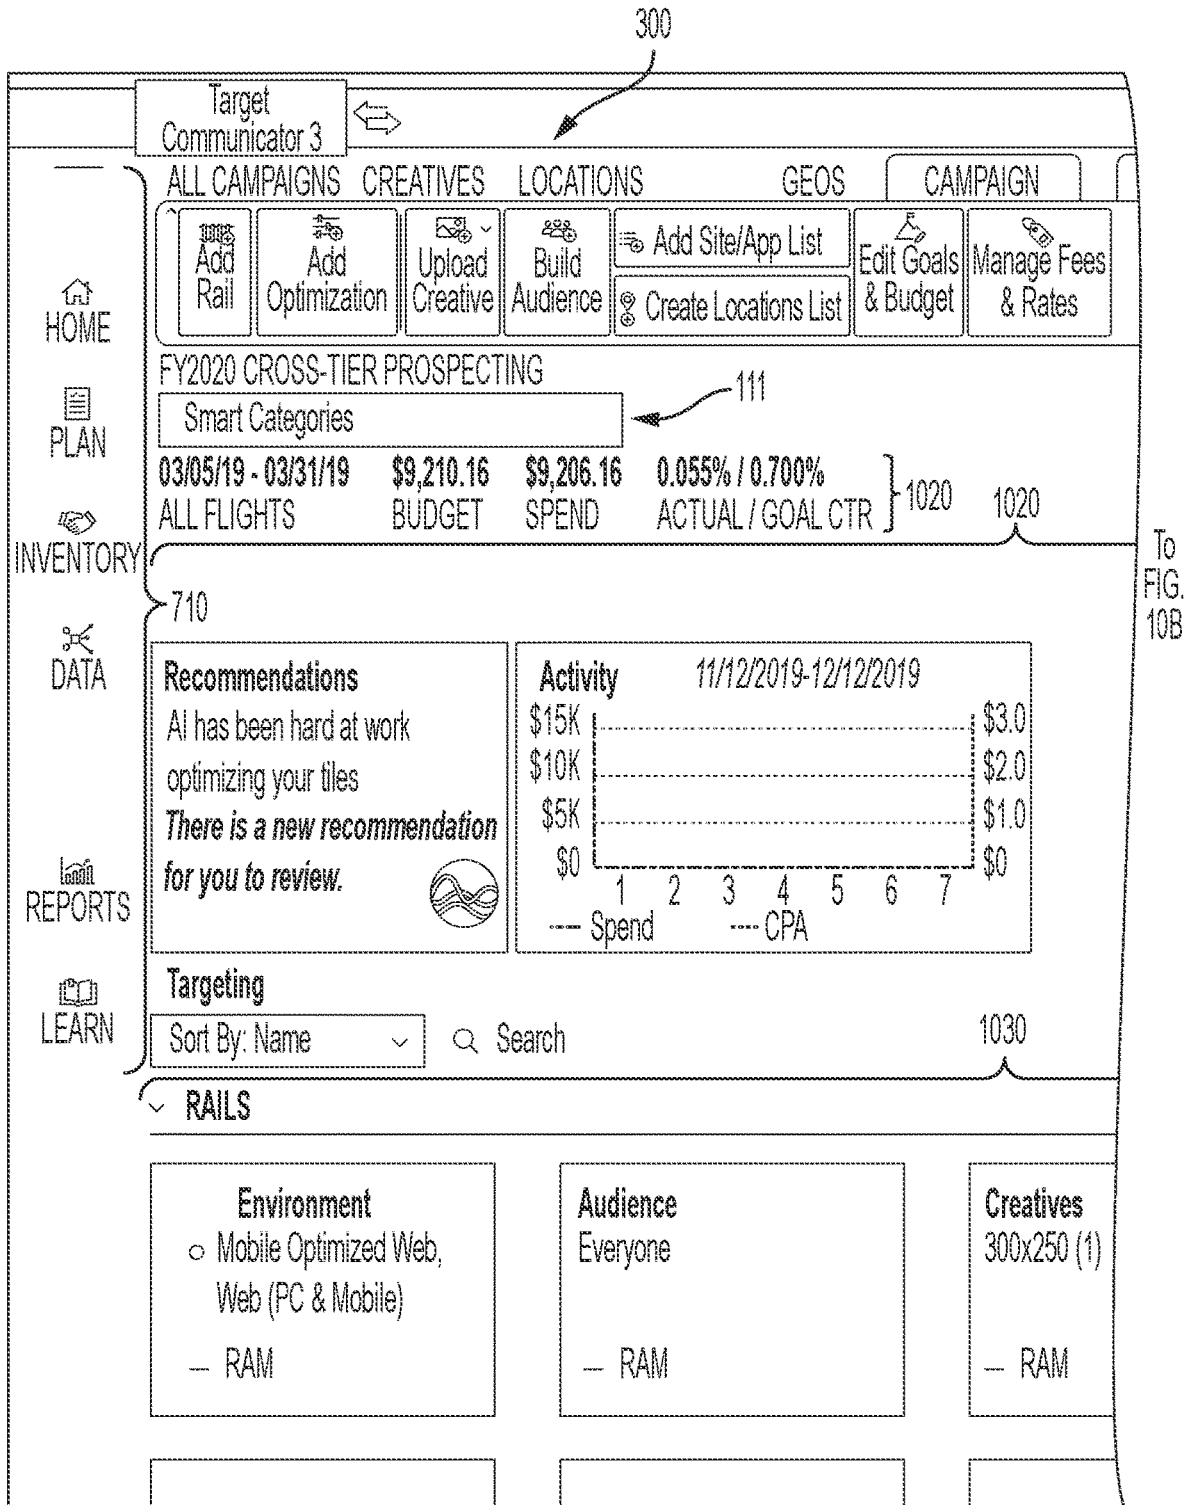 300
Target
Communicator 3
ALL CAMPAIGNS CREATIVES LOCATIONS GEOS CAMPAIGN
Add
Rail
Add
Optimization
Upload
Creative
Build
Audience
Add Site/App List
Create Locations List
Edit Goals
& Budget
Manage Fees
& Rates
HOME
PLAN
INVENTORY
DATA
REPORTS
LEARN
710
FY2020 CROSS-TIER PROSPECTING
Smart Categories
111
03/05/19 - 03/31/19 $9,210.16 $9,206.16 0.055% / 0.700%
ALL FLIGHTS BUDGET SPEND ACTUAL / GOAL CTR
1020
1020
To
FIG.
10B
Recommendations
AI has been hard at work
optimizing your tiles
There is a new recommendation
for you to review.
Activity 11/12/2019-12/12/2019
$15K $3.0
$10K $2.0
$5K $1.0
$0 $0
1 2 3 4 5 6 7
Spend CPA
Targeting
Sort By: Name Search
1030
RAILS
Environment
Mobile Optimized Web,
Web (PC & Mobile)
RAM
Audience
Everyone
RAM
Creatives
300x250 (1)
RAM